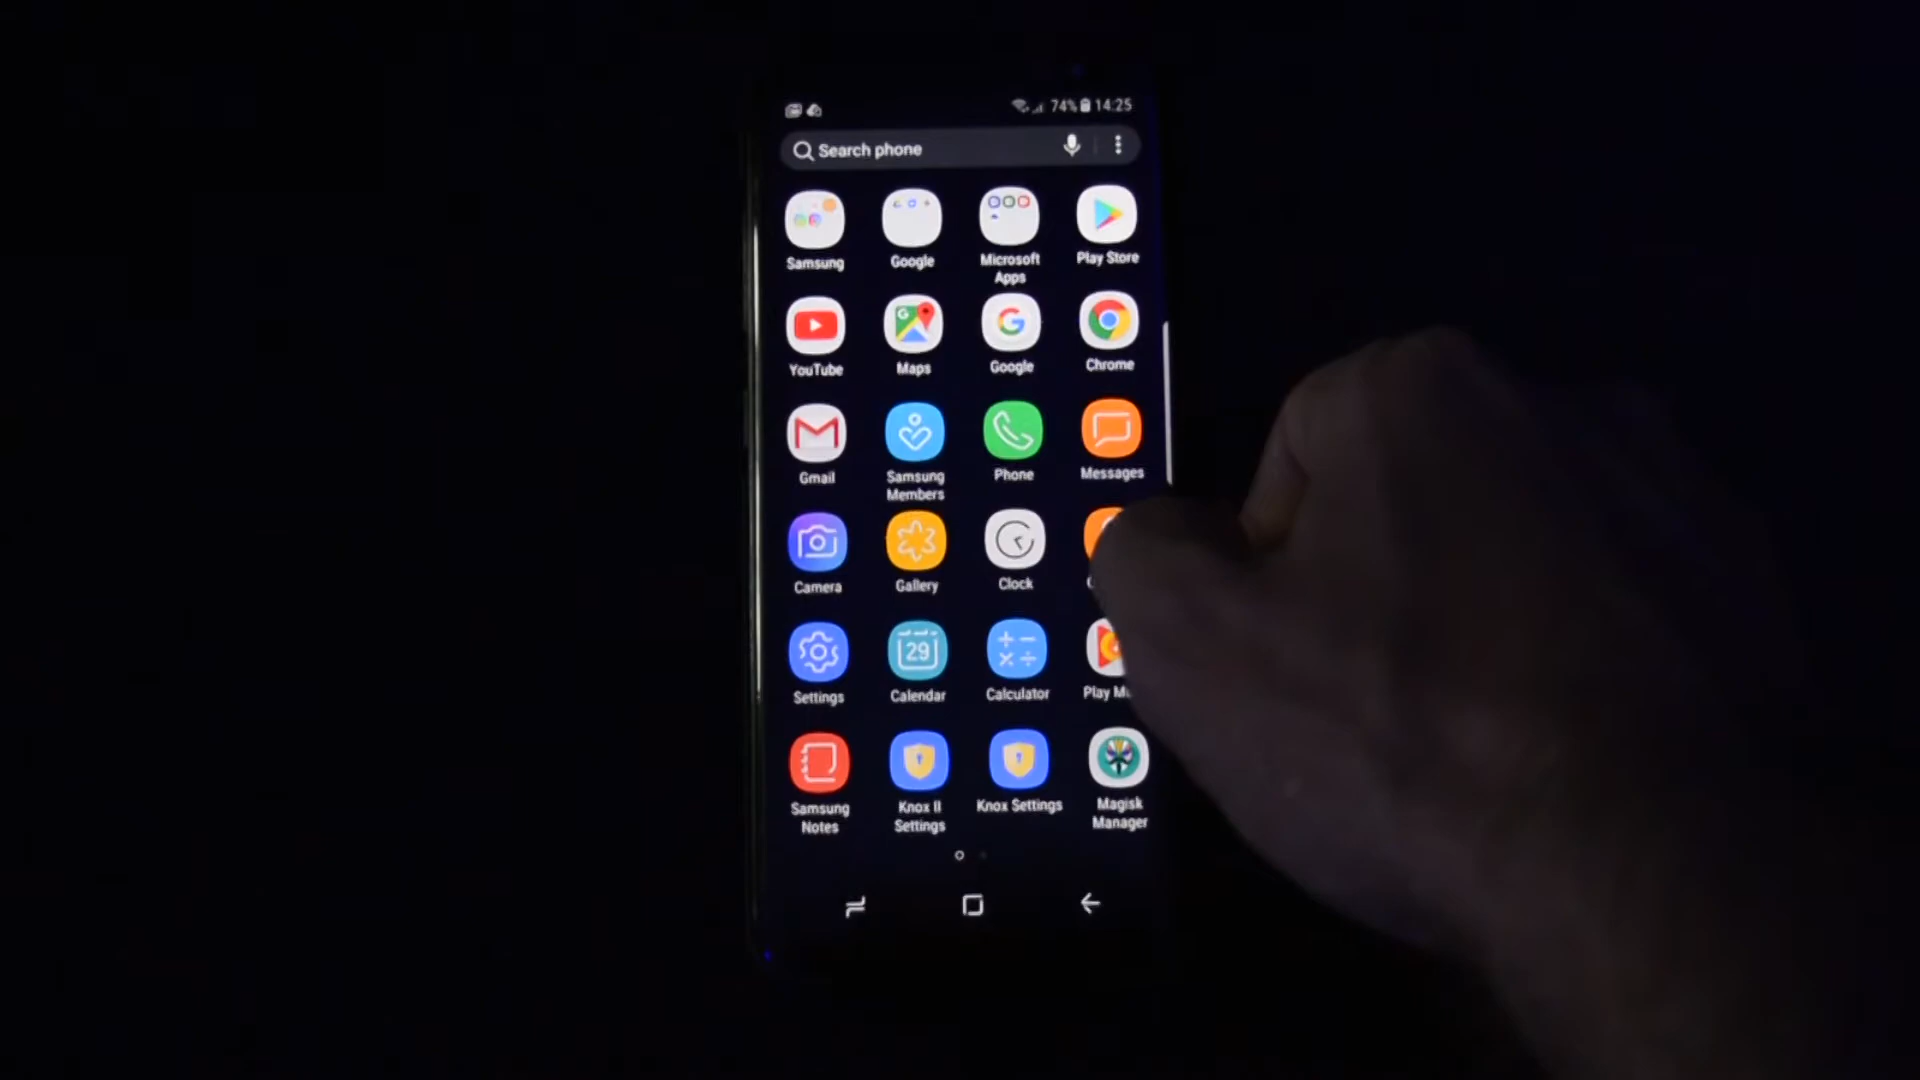 74% 14:25
Search phone
Samsung Google Microsoft Apps Play Store
YouTube Maps Google Chrome
Gmail Samsung Members Phone Messages
Camera Gallery Clock
29
Settings Calendar Calculator Play
Samsung Notes Knox II Settings Knox Settings Magisk Manager